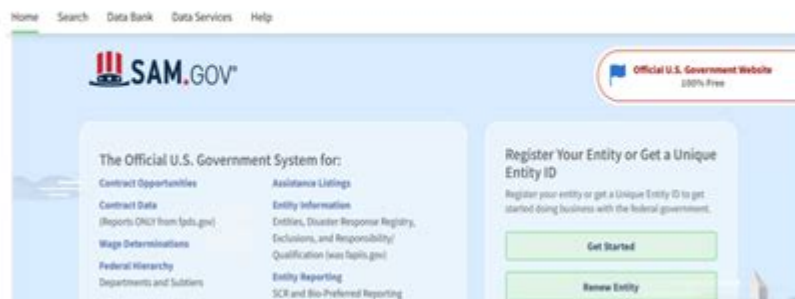 Home Search Data Bank Data Services Help
SAM.GOV®
Official U.S. Government Website
100% Free
The Official U.S. Government System for:
Contract Opportunities
Contract Data
(Reports ONLY from fpds.gov)
Wage Determinations
Federal Hierarchy
Departments and Subtiers
Assistance Listings
Entity Information
Entities, Disaster Response Registry,
Exclusions, and Responsibility/
Qualification (was fapiis.gov)
Entity Reporting
SCR and Bio-Preferred Reporting
Register Your Entity or Get a Unique
Entity ID
Register your entity or get a Unique Entity ID to get
started doing business with the federal government.
Get Started
Renew Entity